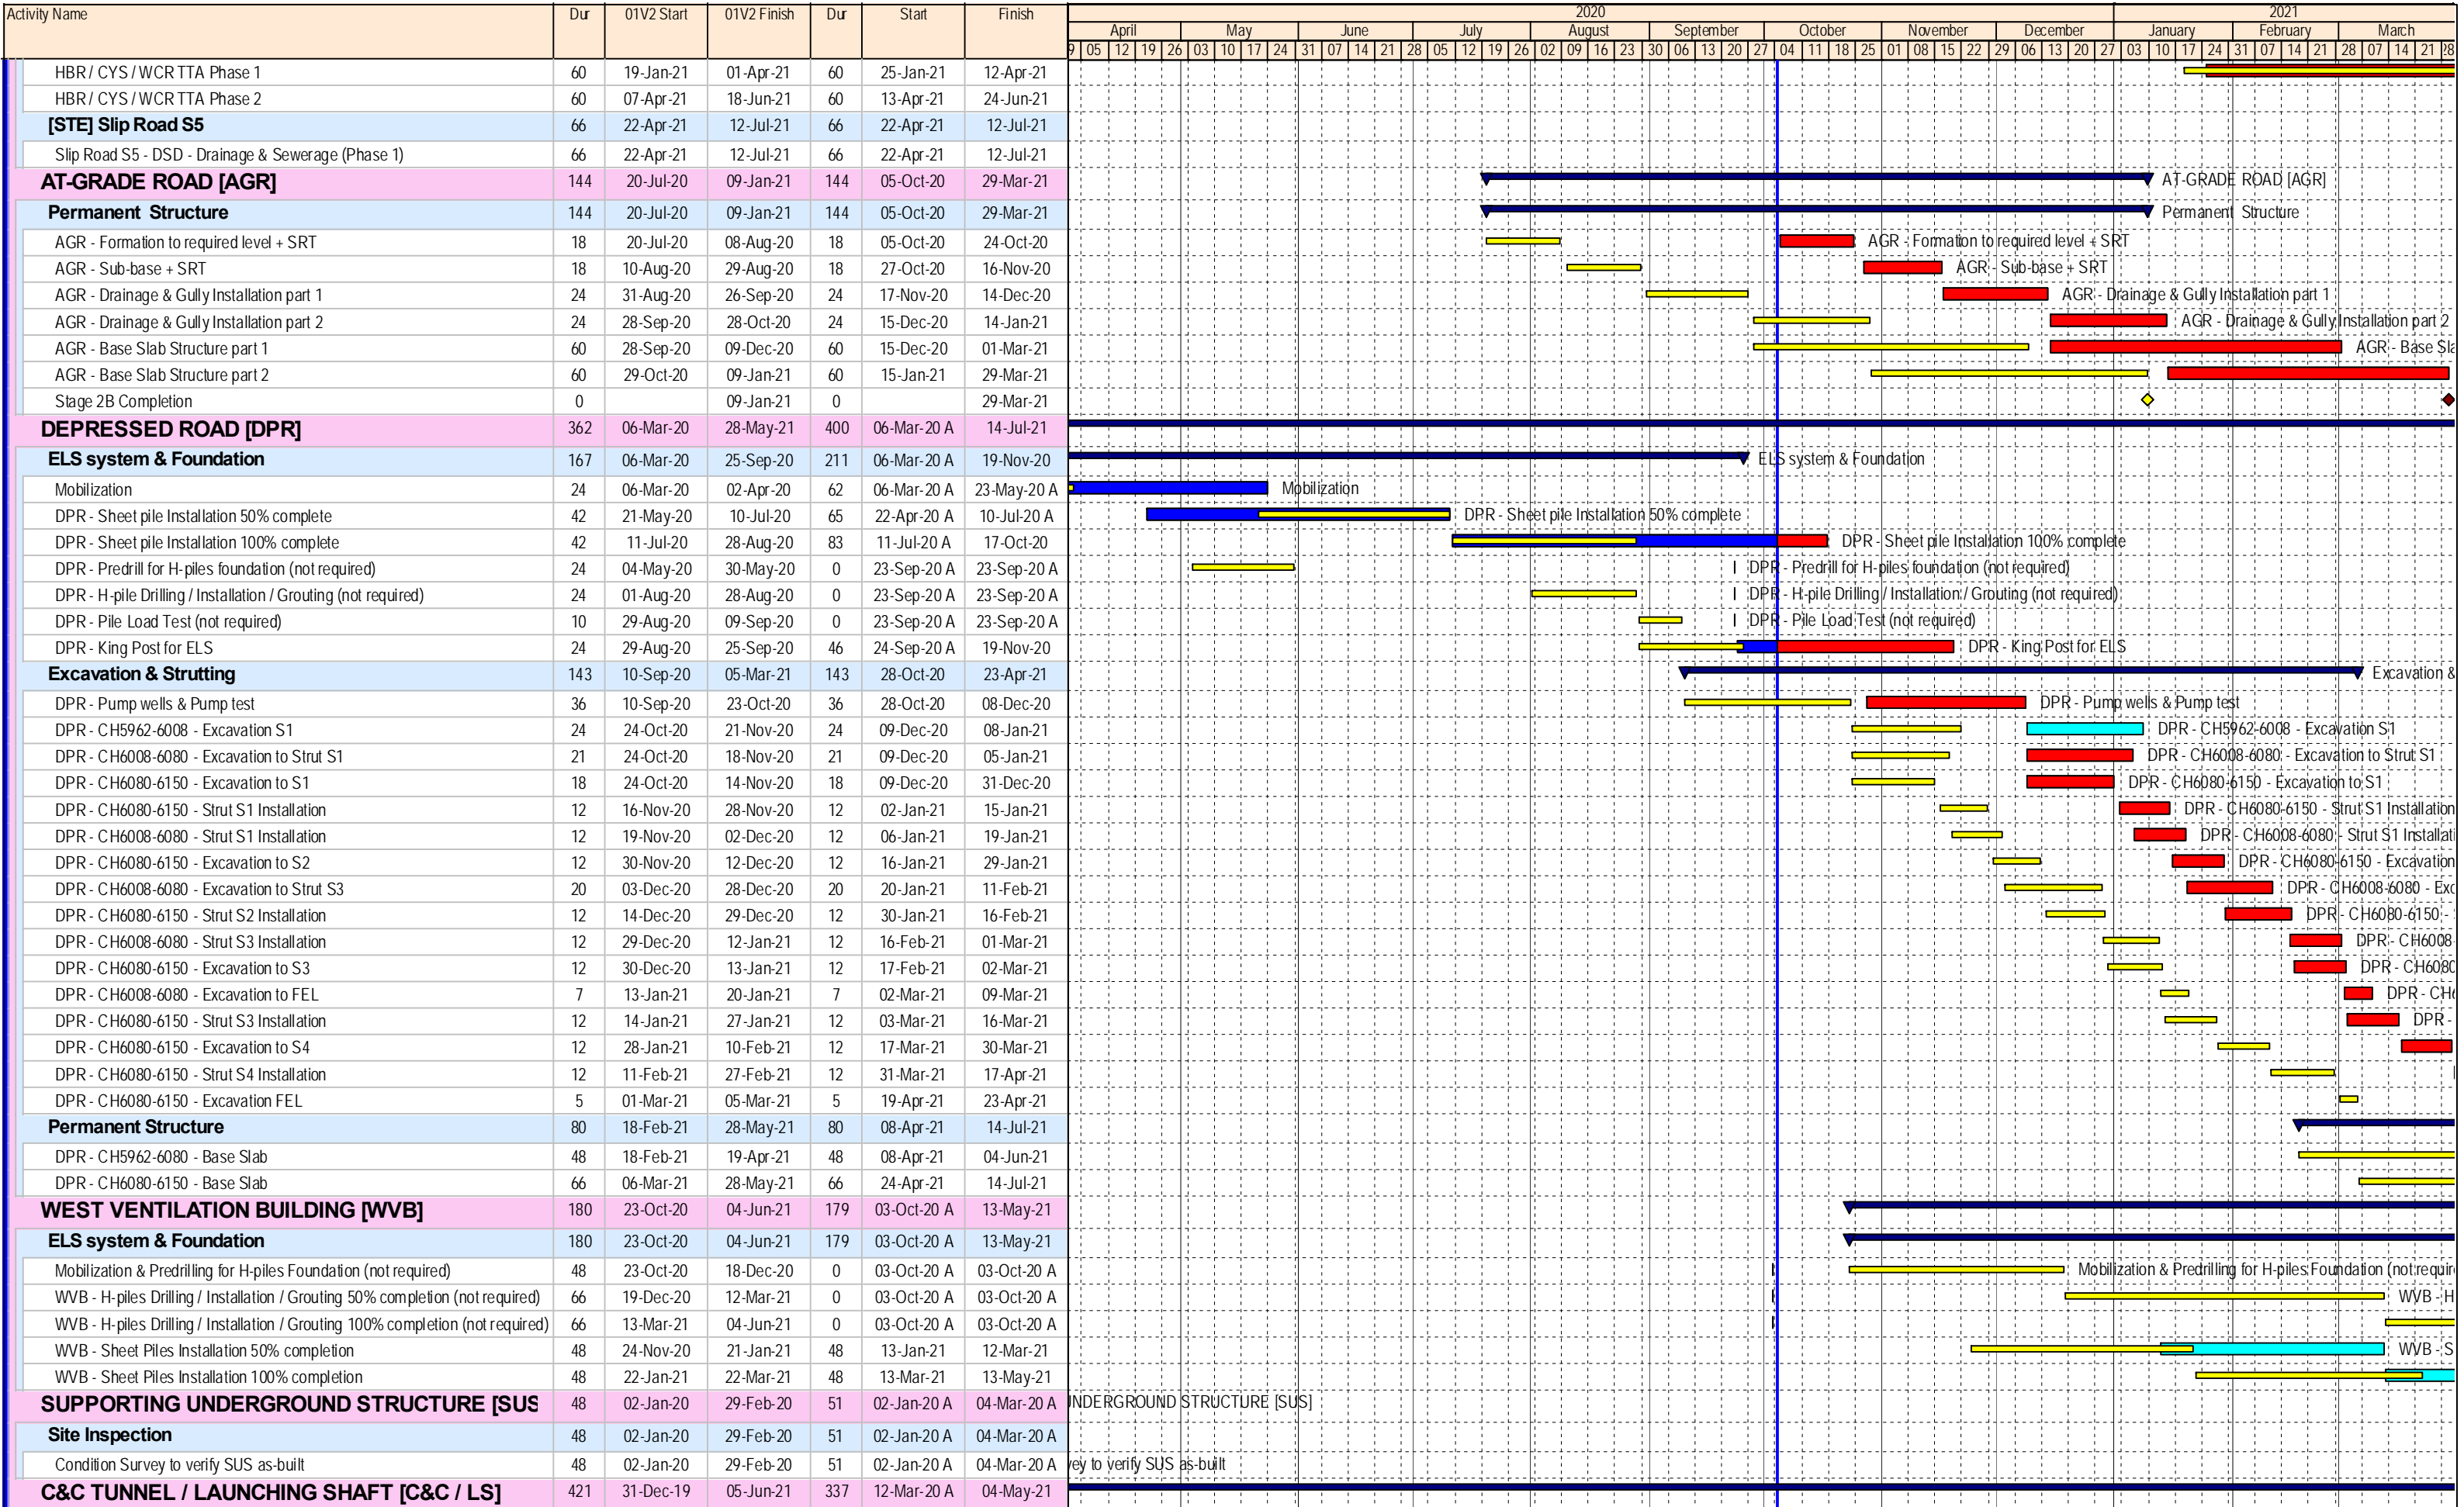 Activity Name Dur 01V2 Start 01V2 Finish Dur Start Finish 2020 2021
April May June July August September October November December January February March
9 05 12 19 26 03 10 17 24 31 07 14 21 28 05 12 19 26 02 09 16 23 30 06 13 20 27 04 11 18 25 01 08 15 22 29 06 13 20 27 03 10 17 24 31 07 14 21 28 07 14 21 28
HBR / CYS / WCR TTA Phase 1 60 19-Jan-21 01-Apr-21 60 25-Jan-21 12-Apr-21
HBR / CYS / WCR TTA Phase 2 60 07-Apr-21 18-Jun-21 60 13-Apr-21 24-Jun-21
[STE] Slip Road S5 66 22-Apr-21 12-Jul-21 66 22-Apr-21 12-Jul-21
Slip Road S5 - DSD - Drainage & Sewerage (Phase 1) 66 22-Apr-21 12-Jul-21 66 22-Apr-21 12-Jul-21
AT-GRADE ROAD [AGR] 144 20-Jul-20 09-Jan-21 144 05-Oct-20 29-Mar-21 AT-GRADE ROAD [AGR]
Permanent Structure 144 20-Jul-20 09-Jan-21 144 05-Oct-20 29-Mar-21 Permanent Structure
AGR - Formation to required level + SRT 18 20-Jul-20 08-Aug-20 18 05-Oct-20 24-Oct-20 AGR - Formation to required level + SRT
AGR - Sub-base + SRT 18 10-Aug-20 29-Aug-20 18 27-Oct-20 16-Nov-20 AGR - Sub-base + SRT
AGR - Drainage & Gully Installation part 1 24 31-Aug-20 26-Sep-20 24 17-Nov-20 14-Dec-20 AGR - Drainage & Gully Installation part 1
AGR - Drainage & Gully Installation part 2 24 28-Sep-20 28-Oct-20 24 15-Dec-20 14-Jan-21 AGR - Drainage & Gully Installation part 2
AGR - Base Slab Structure part 1 60 28-Sep-20 09-Dec-20 60 15-Dec-20 01-Mar-21 AGR - Base Sla
AGR - Base Slab Structure part 2 60 29-Oct-20 09-Jan-21 60 15-Jan-21 29-Mar-21
Stage 2B Completion 0 09-Jan-21 0 29-Mar-21
DEPRESSED ROAD [DPR] 362 06-Mar-20 28-May-21 400 06-Mar-20 A 14-Jul-21
ELS system & Foundation 167 06-Mar-20 25-Sep-20 211 06-Mar-20 A 19-Nov-20 ELS system & Foundation
Mobilization 24 06-Mar-20 02-Apr-20 62 06-Mar-20 A 23-May-20 A Mobilization
DPR - Sheet pile Installation 50% complete 42 21-May-20 10-Jul-20 65 22-Apr-20 A 10-Jul-20 A DPR - Sheet pile Installation 50% complete
DPR - Sheet pile Installation 100% complete 42 11-Jul-20 28-Aug-20 83 11-Jul-20 A 17-Oct-20 DPR - Sheet pile Installation 100% complete
DPR - Predrill for H-piles foundation (not required) 24 04-May-20 30-May-20 0 23-Sep-20 A 23-Sep-20 A DPR - Predrill for H-piles foundation (not required)
DPR - H-pile Drilling / Installation / Grouting (not required) 24 01-Aug-20 28-Aug-20 0 23-Sep-20 A 23-Sep-20 A DPR - H-pile Drilling / Installation / Grouting (not required)
DPR - Pile Load Test (not required) 10 29-Aug-20 09-Sep-20 0 23-Sep-20 A 23-Sep-20 A DPR - Pile Load Test (not required)
DPR - King Post for ELS 24 29-Aug-20 25-Sep-20 46 24-Sep-20 A 19-Nov-20 DPR - King Post for ELS
Excavation & Strutting 143 10-Sep-20 05-Mar-21 143 28-Oct-20 23-Apr-21 Excavation &
DPR - Pump wells & Pump test 36 10-Sep-20 23-Oct-20 36 28-Oct-20 08-Dec-20 DPR - Pump wells & Pump test
DPR - CH5962-6008 - Excavation S1 24 24-Oct-20 21-Nov-20 24 09-Dec-20 08-Jan-21 DPR - CH5962-6008 - Excavation S1
DPR - CH6008-6080 - Excavation to Strut S1 21 24-Oct-20 18-Nov-20 21 09-Dec-20 05-Jan-21 DPR - CH6008-6080 - Excavation to Strut S1
DPR - CH6080-6150 - Excavation to S1 18 24-Oct-20 14-Nov-20 18 09-Dec-20 31-Dec-20 DPR - CH6080-6150 - Excavation to S1
DPR - CH6080-6150 - Strut S1 Installation 12 16-Nov-20 28-Nov-20 12 02-Jan-21 15-Jan-21 DPR - CH6080-6150 - Strut S1 Installation
DPR - CH6008-6080 - Strut S1 Installation 12 19-Nov-20 02-Dec-20 12 06-Jan-21 19-Jan-21 DPR - CH6008-6080 - Strut S1 Installati
DPR - CH6080-6150 - Excavation to S2 12 30-Nov-20 12-Dec-20 12 16-Jan-21 29-Jan-21 DPR - CH6080-6150 - Excavation
DPR - CH6008-6080 - Excavation to Strut S3 20 03-Dec-20 28-Dec-20 20 20-Jan-21 11-Feb-21 DPR - CH6008-6080 - Exc
DPR - CH6080-6150 - Strut S2 Installation 12 14-Dec-20 29-Dec-20 12 30-Jan-21 16-Feb-21 DPR - CH6080-6150 -
DPR - CH6008-6080 - Strut S3 Installation 12 29-Dec-20 12-Jan-21 12 16-Feb-21 01-Mar-21 DPR - CH6008
DPR - CH6080-6150 - Excavation to S3 12 30-Dec-20 13-Jan-21 12 17-Feb-21 02-Mar-21 DPR - CH6080
DPR - CH6008-6080 - Excavation to FEL 7 13-Jan-21 20-Jan-21 7 02-Mar-21 09-Mar-21 DPR - CH6
DPR - CH6080-6150 - Strut S3 Installation 12 14-Jan-21 27-Jan-21 12 03-Mar-21 16-Mar-21 DPR -
DPR - CH6080-6150 - Excavation to S4 12 28-Jan-21 10-Feb-21 12 17-Mar-21 30-Mar-21
DPR - CH6080-6150 - Strut S4 Installation 12 11-Feb-21 27-Feb-21 12 31-Mar-21 17-Apr-21
DPR - CH6080-6150 - Excavation FEL 5 01-Mar-21 05-Mar-21 5 19-Apr-21 23-Apr-21
Permanent Structure 80 18-Feb-21 28-May-21 80 08-Apr-21 14-Jul-21
DPR - CH5962-6080 - Base Slab 48 18-Feb-21 19-Apr-21 48 08-Apr-21 04-Jun-21
DPR - CH6080-6150 - Base Slab 66 06-Mar-21 28-May-21 66 24-Apr-21 14-Jul-21
WEST VENTILATION BUILDING [WVB] 180 23-Oct-20 04-Jun-21 179 03-Oct-20 A 13-May-21
ELS system & Foundation 180 23-Oct-20 04-Jun-21 179 03-Oct-20 A 13-May-21
Mobilization & Predrilling for H-piles Foundation (not required) 48 23-Oct-20 18-Dec-20 0 03-Oct-20 A 03-Oct-20 A Mobilization & Predrilling for H-piles Foundation (not requir
WVB - H-piles Drilling / Installation / Grouting 50% completion (not required) 66 19-Dec-20 12-Mar-21 0 03-Oct-20 A 03-Oct-20 A WVB - H
WVB - H-piles Drilling / Installation / Grouting 100% completion (not required) 66 13-Mar-21 04-Jun-21 0 03-Oct-20 A 03-Oct-20 A
WVB - Sheet Piles Installation 50% completion 48 24-Nov-20 21-Jan-21 48 13-Jan-21 12-Mar-21 WVB - S
WVB - Sheet Piles Installation 100% completion 48 22-Jan-21 22-Mar-21 48 13-Mar-21 13-May-21
SUPPORTING UNDERGROUND STRUCTURE [SUS 48 02-Jan-20 29-Feb-20 51 02-Jan-20 A 04-Mar-20 A UNDERGROUND STRUCTURE [SUS]
Site Inspection 48 02-Jan-20 29-Feb-20 51 02-Jan-20 A 04-Mar-20 A
Condition Survey to verify SUS as-built 48 02-Jan-20 29-Feb-20 51 02-Jan-20 A 04-Mar-20 A vey to verify SUS as-built
C&C TUNNEL / LAUNCHING SHAFT [C&C / LS] 421 31-Dec-19 05-Jun-21 337 12-Mar-20 A 04-May-21